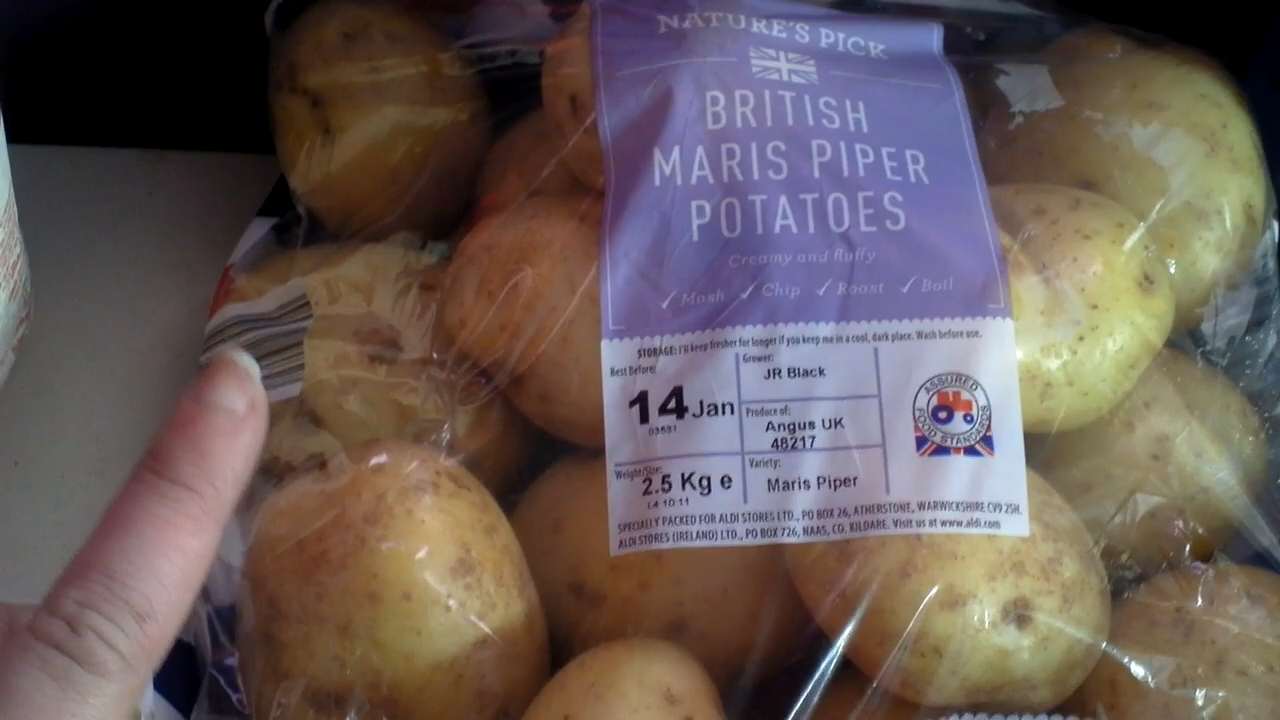 NATURE'S PICK
BRITISH
MARIS PIPER
POTATOES
Creamy and fluffy
✓ Mash ✓ Chip ✓ Roast ✓ Boil
STORAGE: I'll keep fresher for longer if you keep me in a cool, dark place. Wash before use.
Best Before:
14 Jan
03631
Grower:
JR Black
Produce of:
Angus UK
48217
Weight/Size:
2.5 Kg e
L4 10:11
Variety:
Maris Piper
ASSURED
FOOD STANDARDS
SPECIALLY PACKED FOR ALDI STORES LTD., PO BOX 26, ATHERSTONE, WARWICKSHIRE CV9 2SH.
ALDI STORES (IRELAND) LTD., PO BOX 726, NAAS, CO. KILDARE. Visit us at www.aldi.com